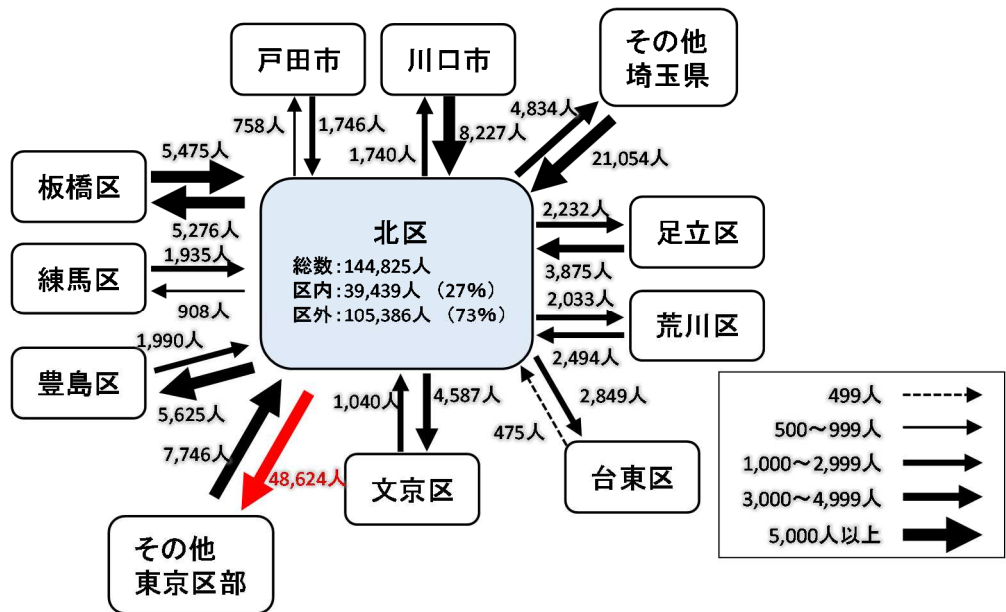 戸田市
川口市
その他
埼玉県
758人
1,746人
1,740人
8,227人
4,834人
21,054人
板橋区
5,475人
5,276人
練馬区
1,935人
908人
豊島区
1,990人
5,625人
北区
総数:144,825人
区内:39,439人 (27%)
区外:105,386人 (73%)
2,232人
足立区
3,875人
2,033人
荒川区
2,494人
7,746人
48,624人
その他
東京区部
1,040人
4,587人
文京区
475人
2,849人
台東区
499人
500~999人
1,000~2,999人
3,000~4,999人
5,000人以上